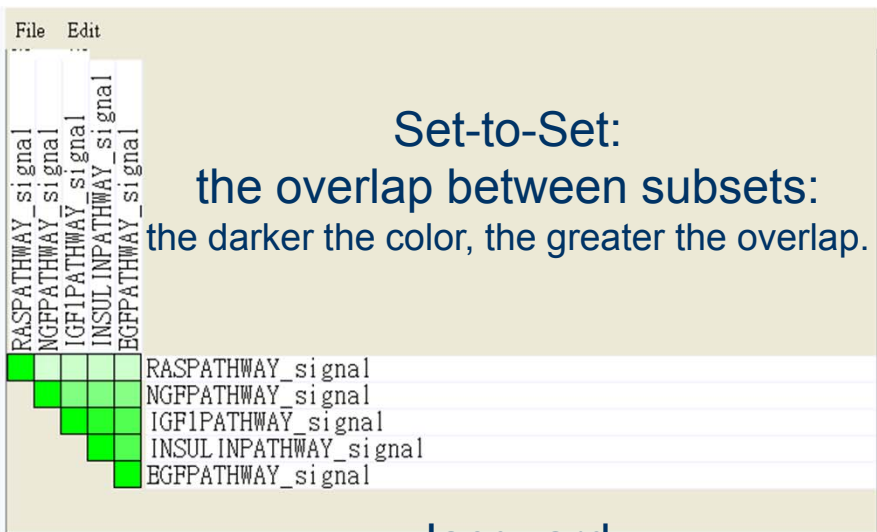 File Edit
RASPATHWAY_signal
NGFPATHWAY_signal
IGF1PATHWAY_signal
INSULINPATHWAY_signal
EGFPATHWAY_signal
Set-to-Set:
the overlap between subsets:
the darker the color, the greater the overlap.
RASPATHWAY_signal
NGFPATHWAY_signal
IGF1PATHWAY_signal
INSULINPATHWAY_signal
EGFPATHWAY_signal